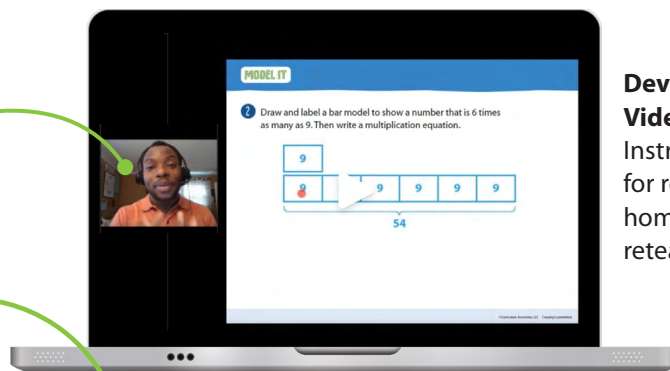 MODEL IT
2 Draw and label a bar model to show a number that is 6 times
as many as 9. Then write a multiplication equation.
9
9 9 9 9 9
54
Dev
Vide
Instr
for r
hom
retea